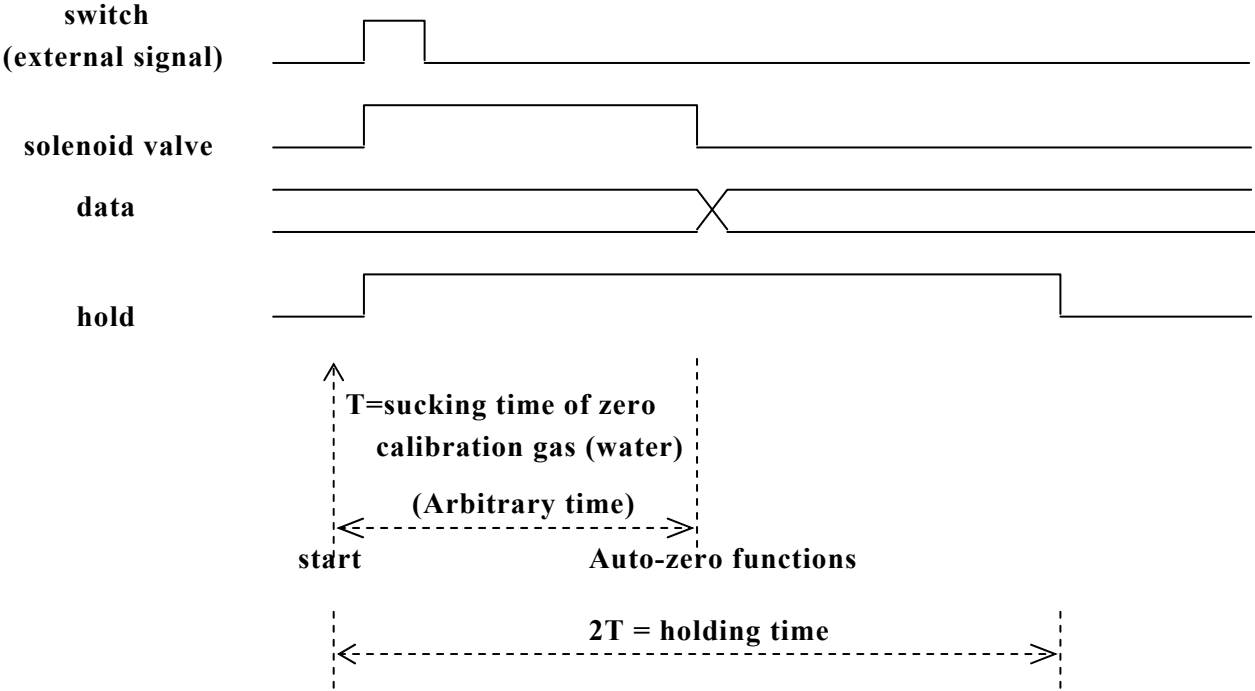 switch
(external signal)
solenoid valve
data
hold
T=sucking time of zero
calibration gas (water)
(Arbitrary time)
start
Auto-zero functions
2T = holding time